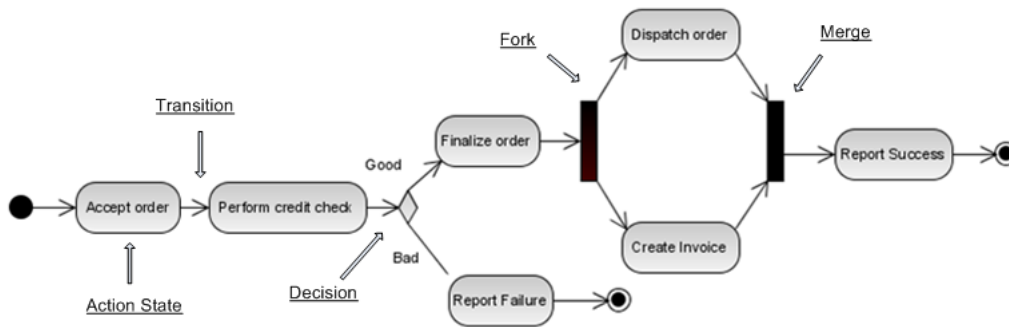 Dispatch order
Fork
Merge
Transition
Finalize order
Good
Report Success
Accept order
Perform credit check
Create Invoice
Bad
Action State
Decision
Report Failure